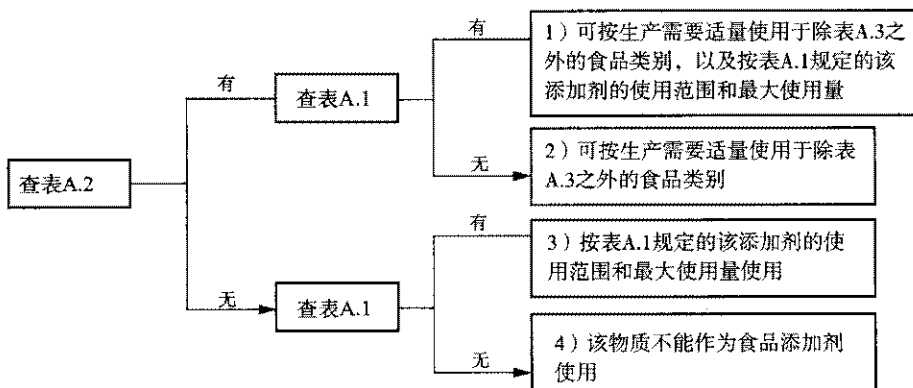 有
1）可按生产需要适量使用于除表A.3之
外的食品类别，以及按表A.1规定的该
添加剂的使用范围和最大使用量
有
查表A.1
无
2）可按生产需要适量使用于除表
A.3之外的食品类别
查表A.2
有
3）按表A.1规定的该添加剂的使
用范围和最大使用量使用
无
查表A.1
无
4）该物质不能作为食品添加剂
使用